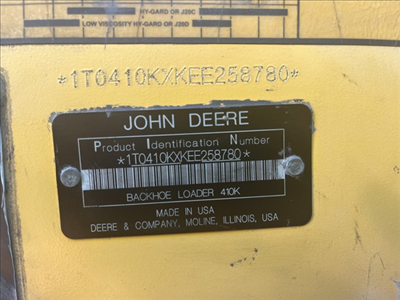 HY-GARD OR J20C
LOW VISCOSITY HY-GARD OR J20D
*1T0410KXKEE258780*
JOHN DEERE
Product Identification Number
*1T0410KXKEE258780*
BACKHOE LOADER 410K
MADE IN USA
DEERE & COMPANY, MOLINE, ILLINOIS, USA